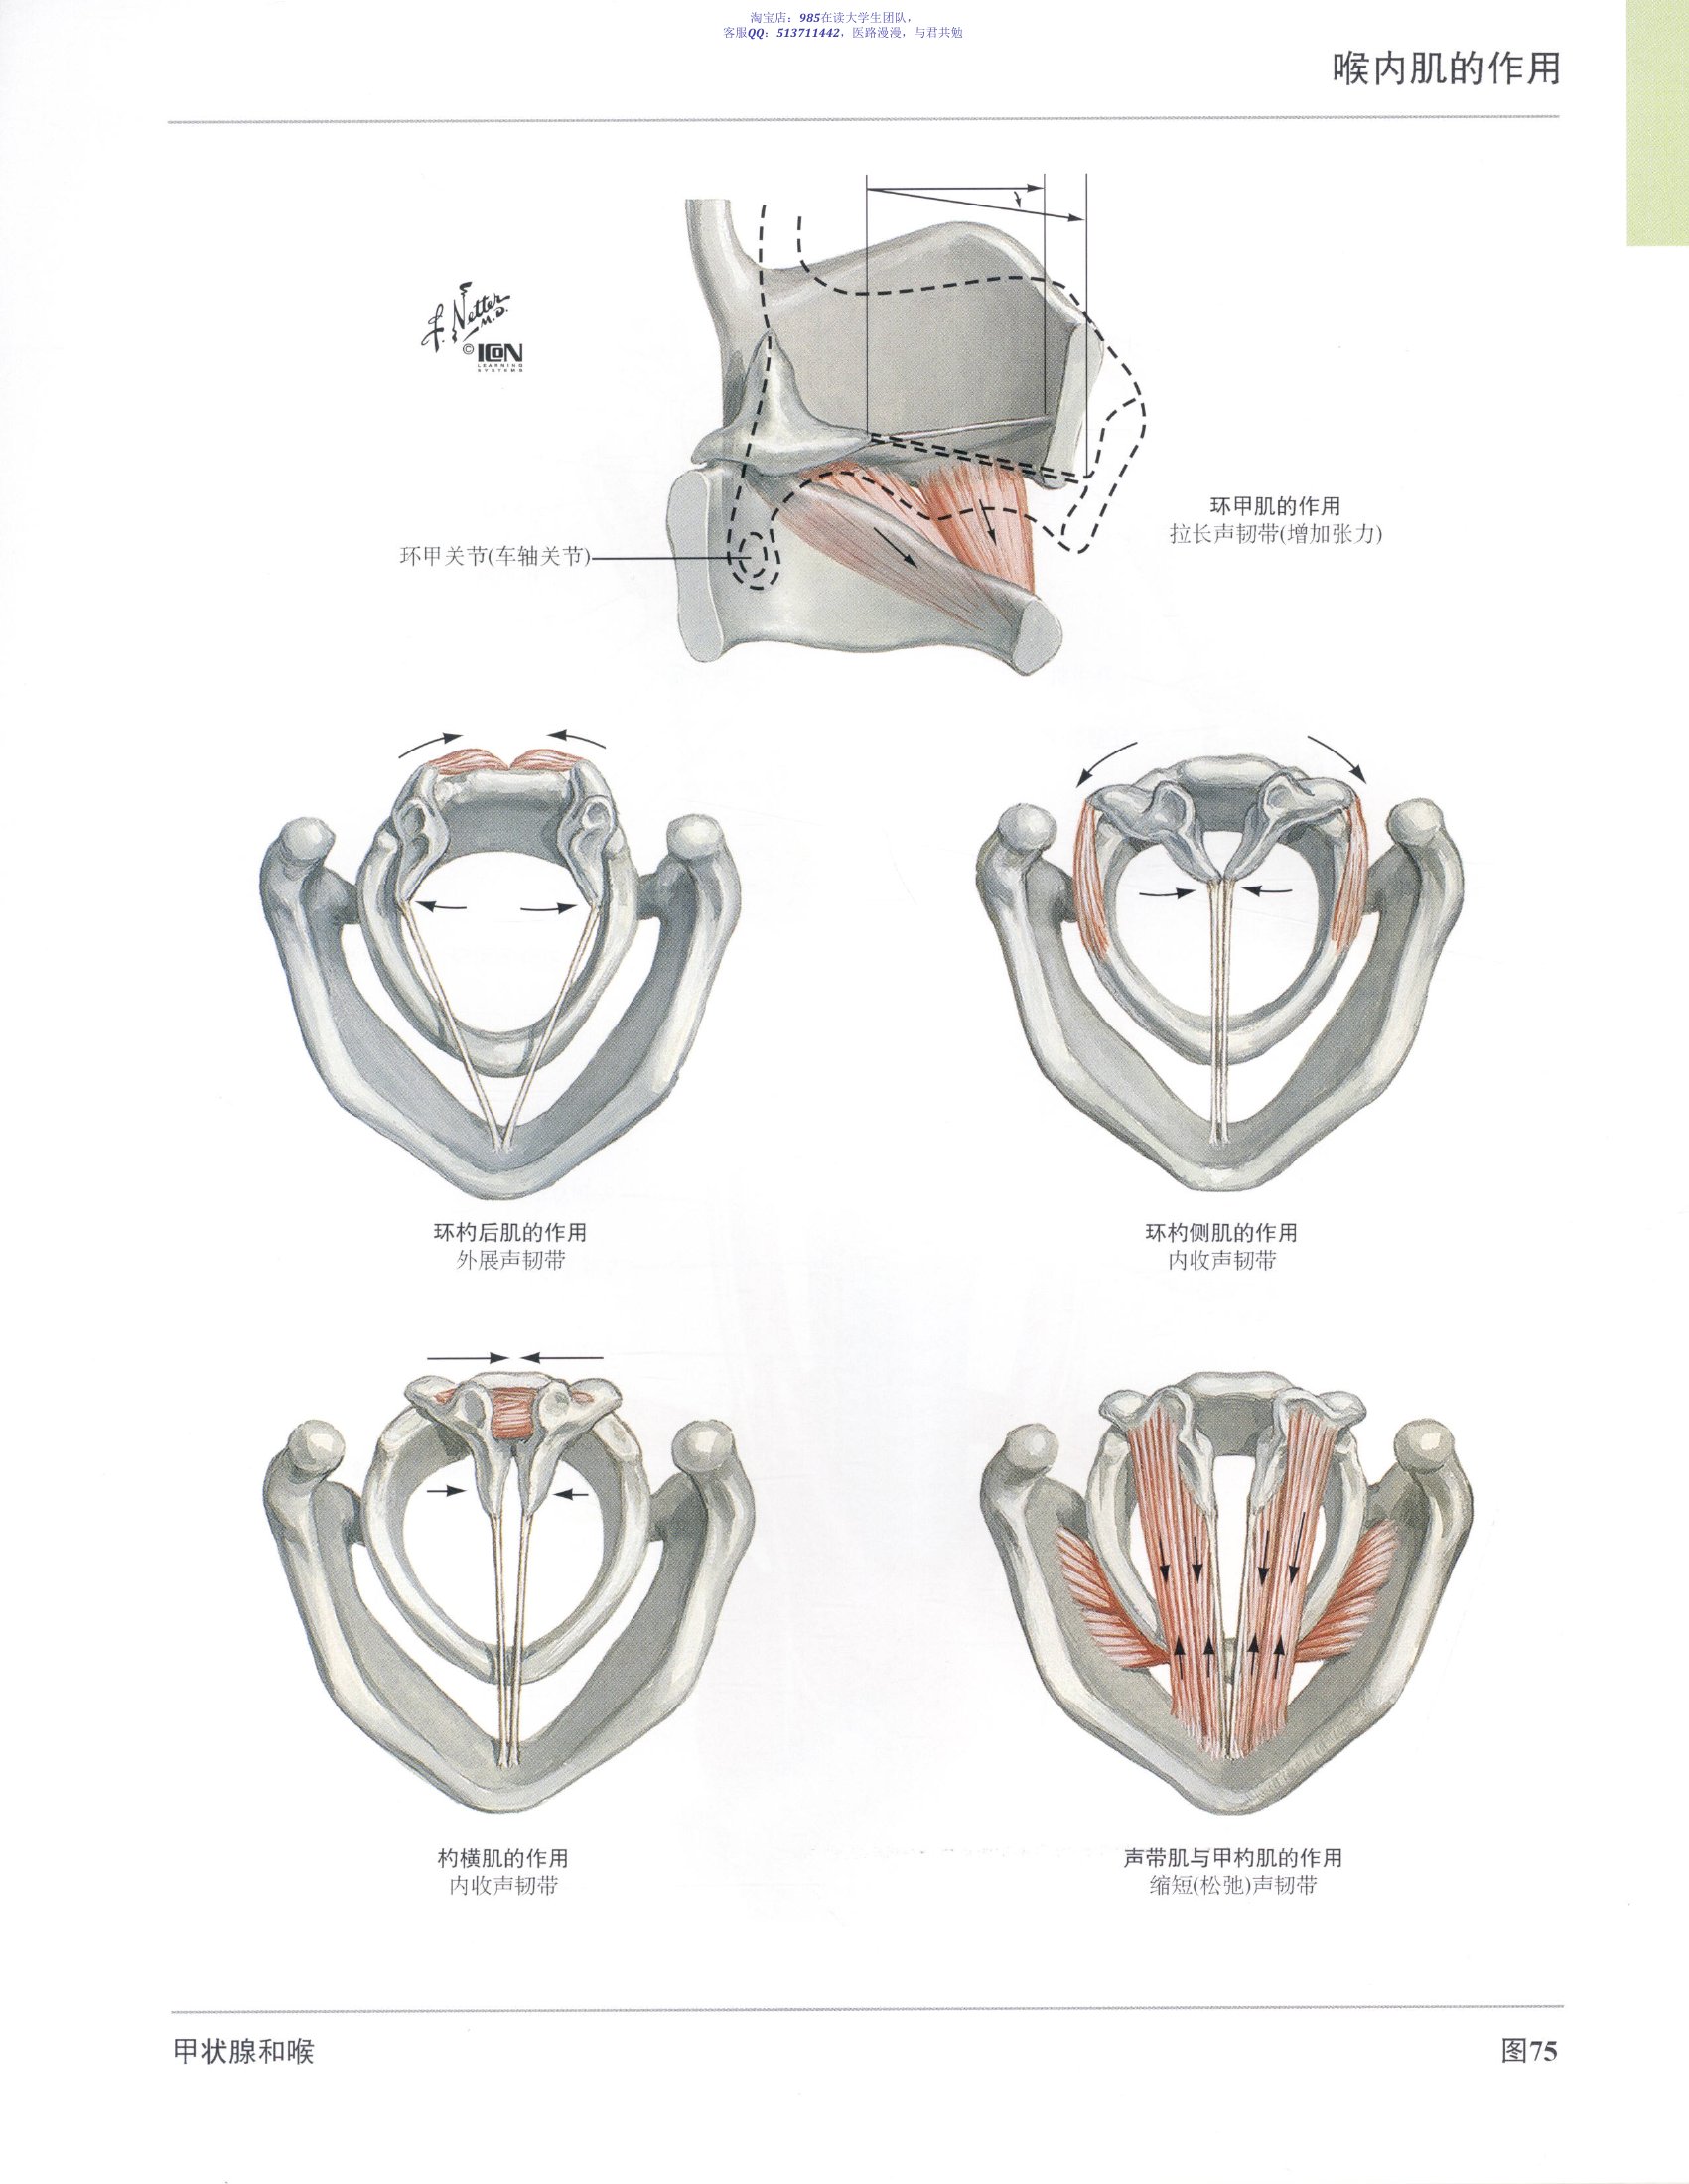 淘宝店：985在读大学生团队，
客服QQ：513711442，医路漫漫，与君共勉
喉内肌的作用
F. Netter
M.D.
© ICON
LEARNING
SYSTEMS
环甲肌的作用
拉长声韧带(增加张力)
环甲关节(车轴关节)
环杓后肌的作用
外展声韧带
环杓侧肌的作用
内收声韧带
杓横肌的作用
内收声韧带
声带肌与甲杓肌的作用
缩短(松弛)声韧带
甲状腺和喉
图75